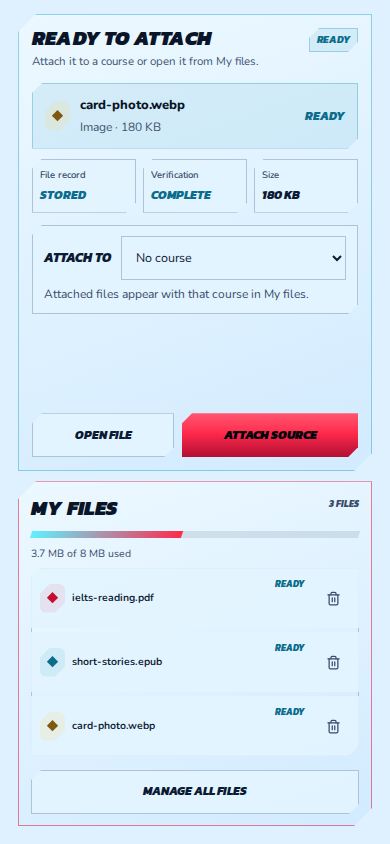 READY TO ATTACH
READY
Attach it to a course or open it from My files.
card-photo.webp
Image · 180 KB
READY
File record
STORED
Verification
COMPLETE
Size
180 KB
ATTACH TO
No course
Attached files appear with that course in My files.
OPEN FILE
ATTACH SOURCE
MY FILES
3 FILES
3.7 MB of 8 MB used
ielts-reading.pdf
READY
short-stories.epub
READY
card-photo.webp
READY
MANAGE ALL FILES